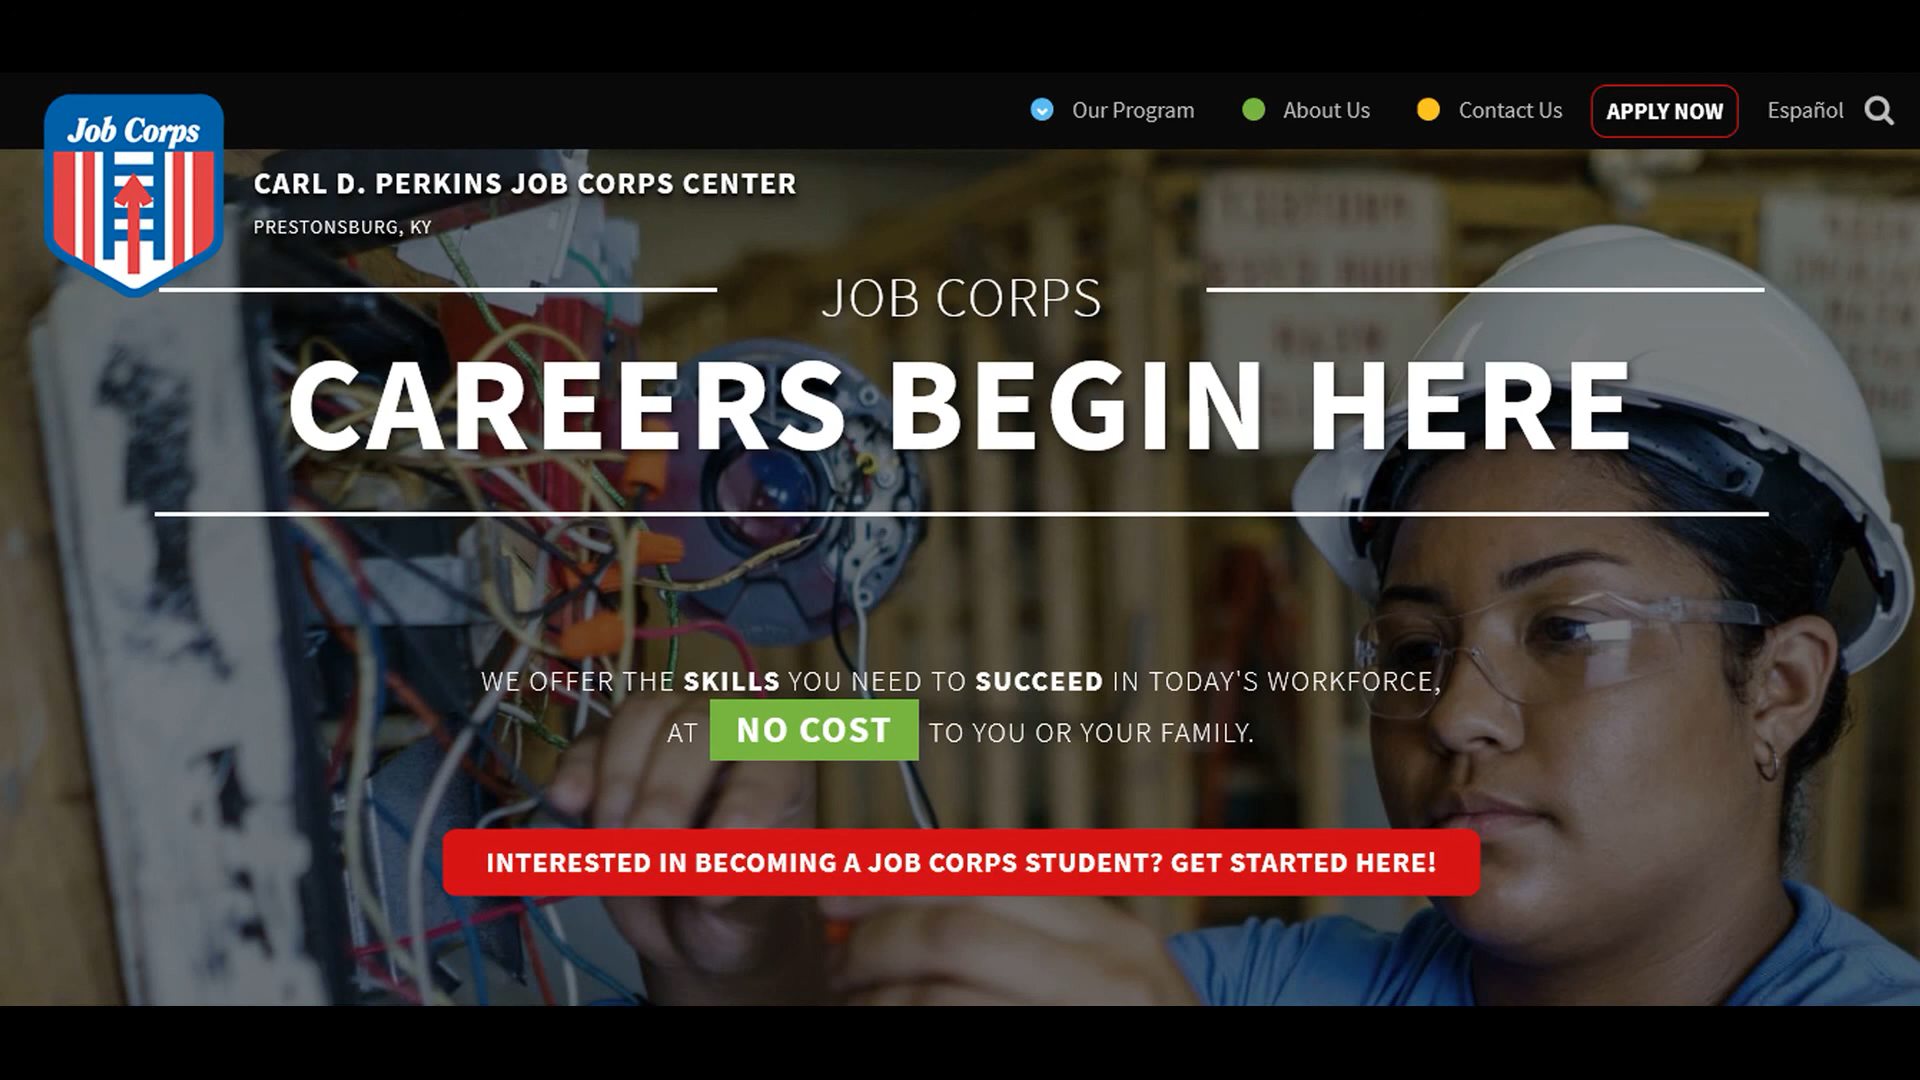 Job Corps
Our Program
About Us
Contact Us
APPLY NOW
Español
CARL D. PERKINS JOB CORPS CENTER
PRESTONSBURG, KY
JOB CORPS
CAREERS BEGIN HERE
WE OFFER THE SKILLS YOU NEED TO SUCCEED IN TODAY'S WORKFORCE,
AT NO COST TO YOU OR YOUR FAMILY.
INTERESTED IN BECOMING A JOB CORPS STUDENT? GET STARTED HERE!